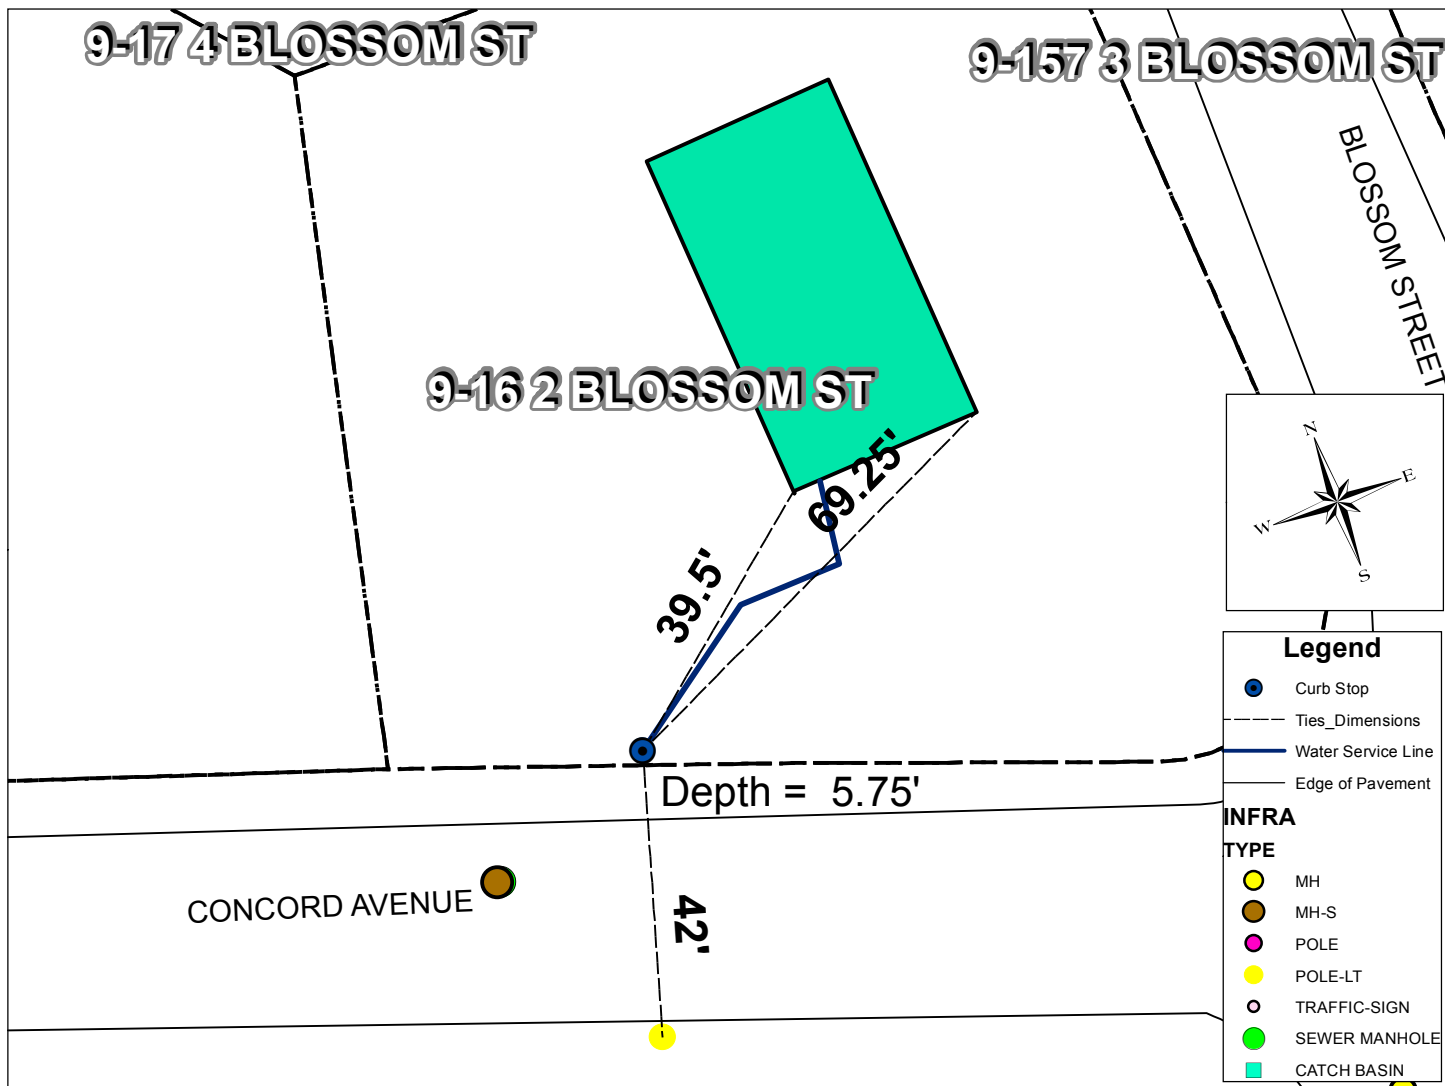 9-17 4 BLOSSOM ST
9-157 3 BLOSSOM ST
BLOSSOM STREET
9-16 2 BLOSSOM ST
69.25'
39.5'
Depth = 5.75'
CONCORD AVENUE
42'
N
E
W
S
Legend
Curb Stop
Ties_Dimensions
Water Service Line
Edge of Pavement
INFRA
TYPE
MH
MH-S
POLE
POLE-LT
TRAFFIC-SIGN
SEWER MANHOLE
CATCH BASIN